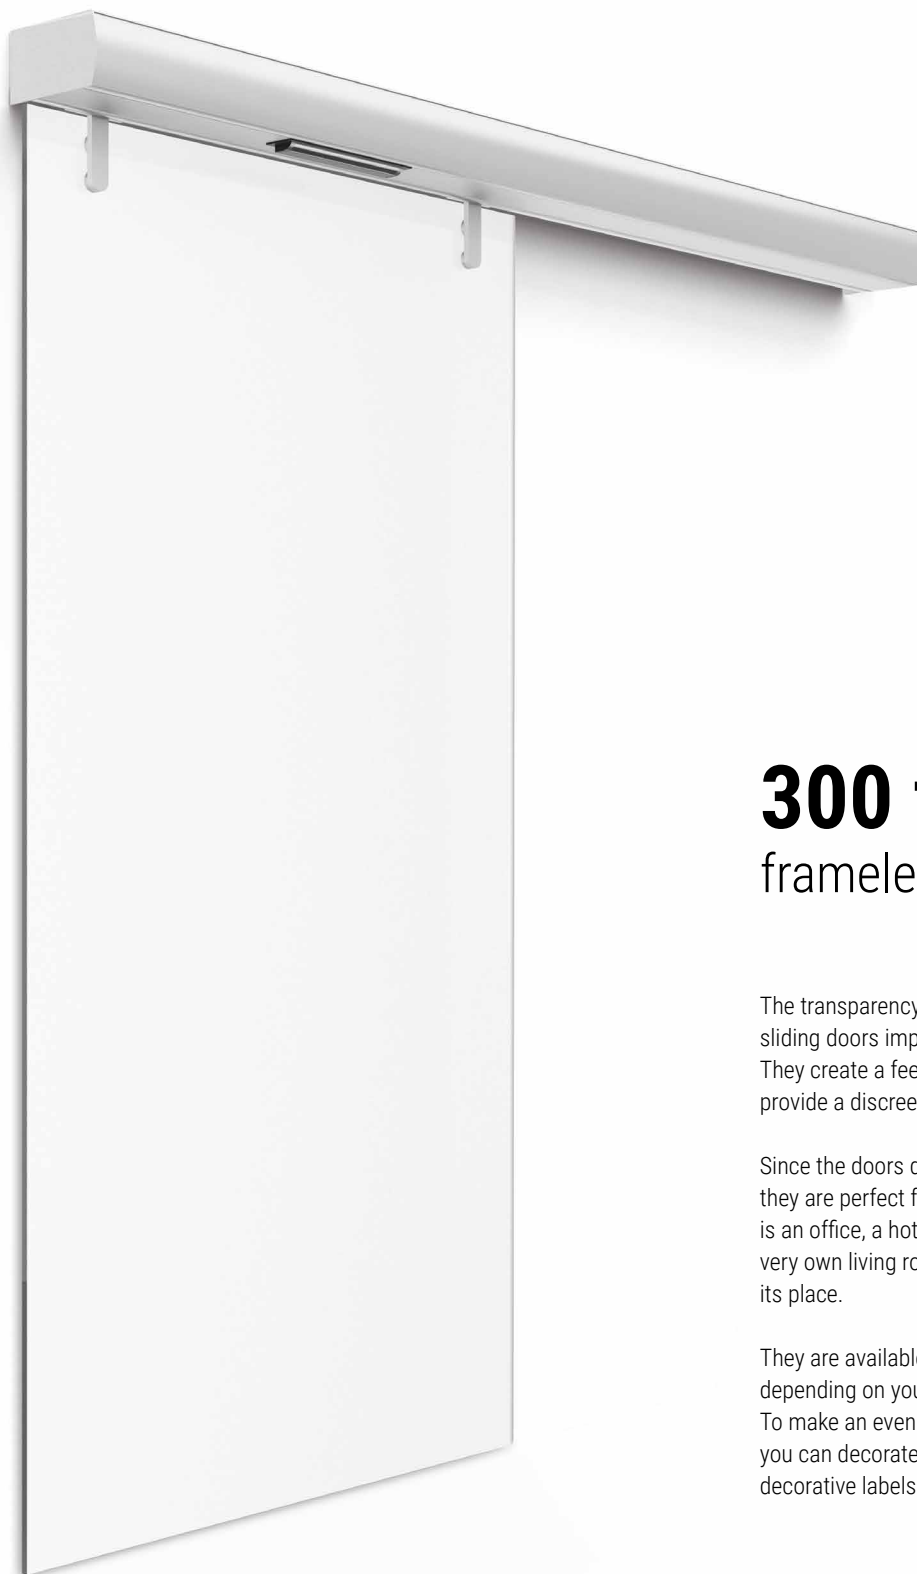 300
framele
The transparency
sliding doors imp
They create a fee
provide a discree
Since the doors
they are perfect f
is an office, a hot
very own living ro
its place.
They are available
depending on you
To make an even
you can decorate
decorative labels